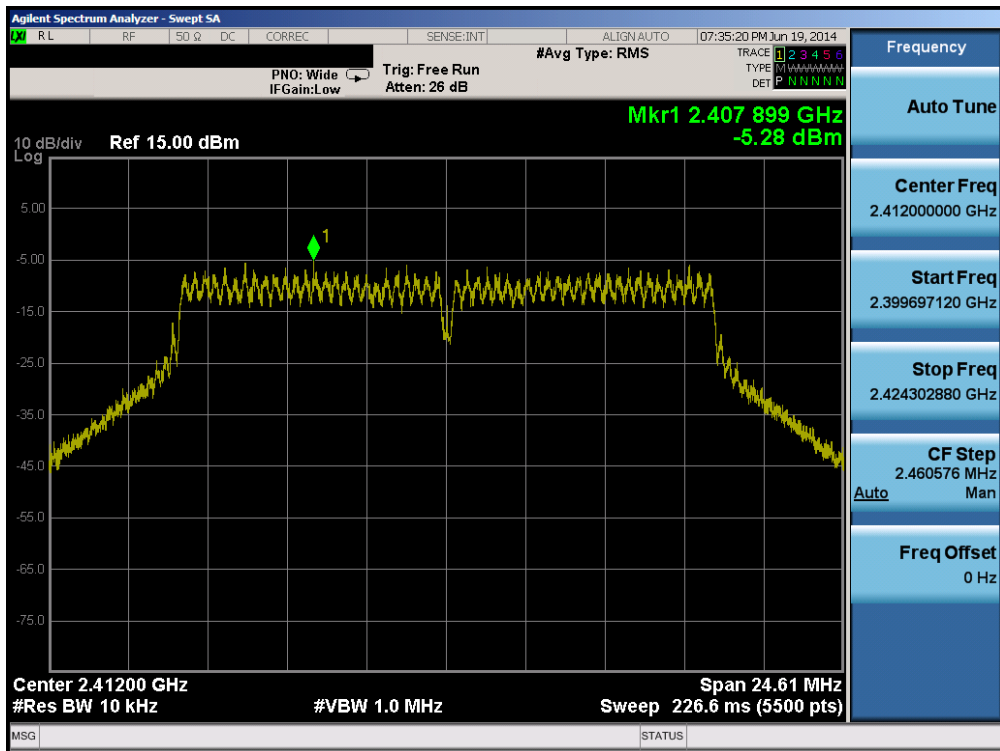 Agilent Spectrum Analyzer - Swept SA
LXI RL RF 50 Ω DC CORREC SENSE:INT ALIGN AUTO 07:35:20 PM Jun 19, 2014
#Avg Type: RMS TRACE 1 2 3 4 5 6
PNO: Wide Trig: Free Run TYPE M WWWWW
IFGain:Low Atten: 26 dB DET P N N N N N
Mkr1 2.407 899 GHz
-5.28 dBm
10 dB/div Ref 15.00 dBm
Log
1
5.00
-5.00
-15.0
-25.0
-35.0
-45.0
-55.0
-65.0
-75.0
Center 2.41200 GHz Span 24.61 MHz
#Res BW 10 kHz #VBW 1.0 MHz Sweep 226.6 ms (5500 pts)
MSG STATUS
Frequency
Auto Tune
Center Freq
2.412000000 GHz
Start Freq
2.399697120 GHz
Stop Freq
2.424302880 GHz
CF Step
2.460576 MHz
Auto Man
Freq Offset
0 Hz